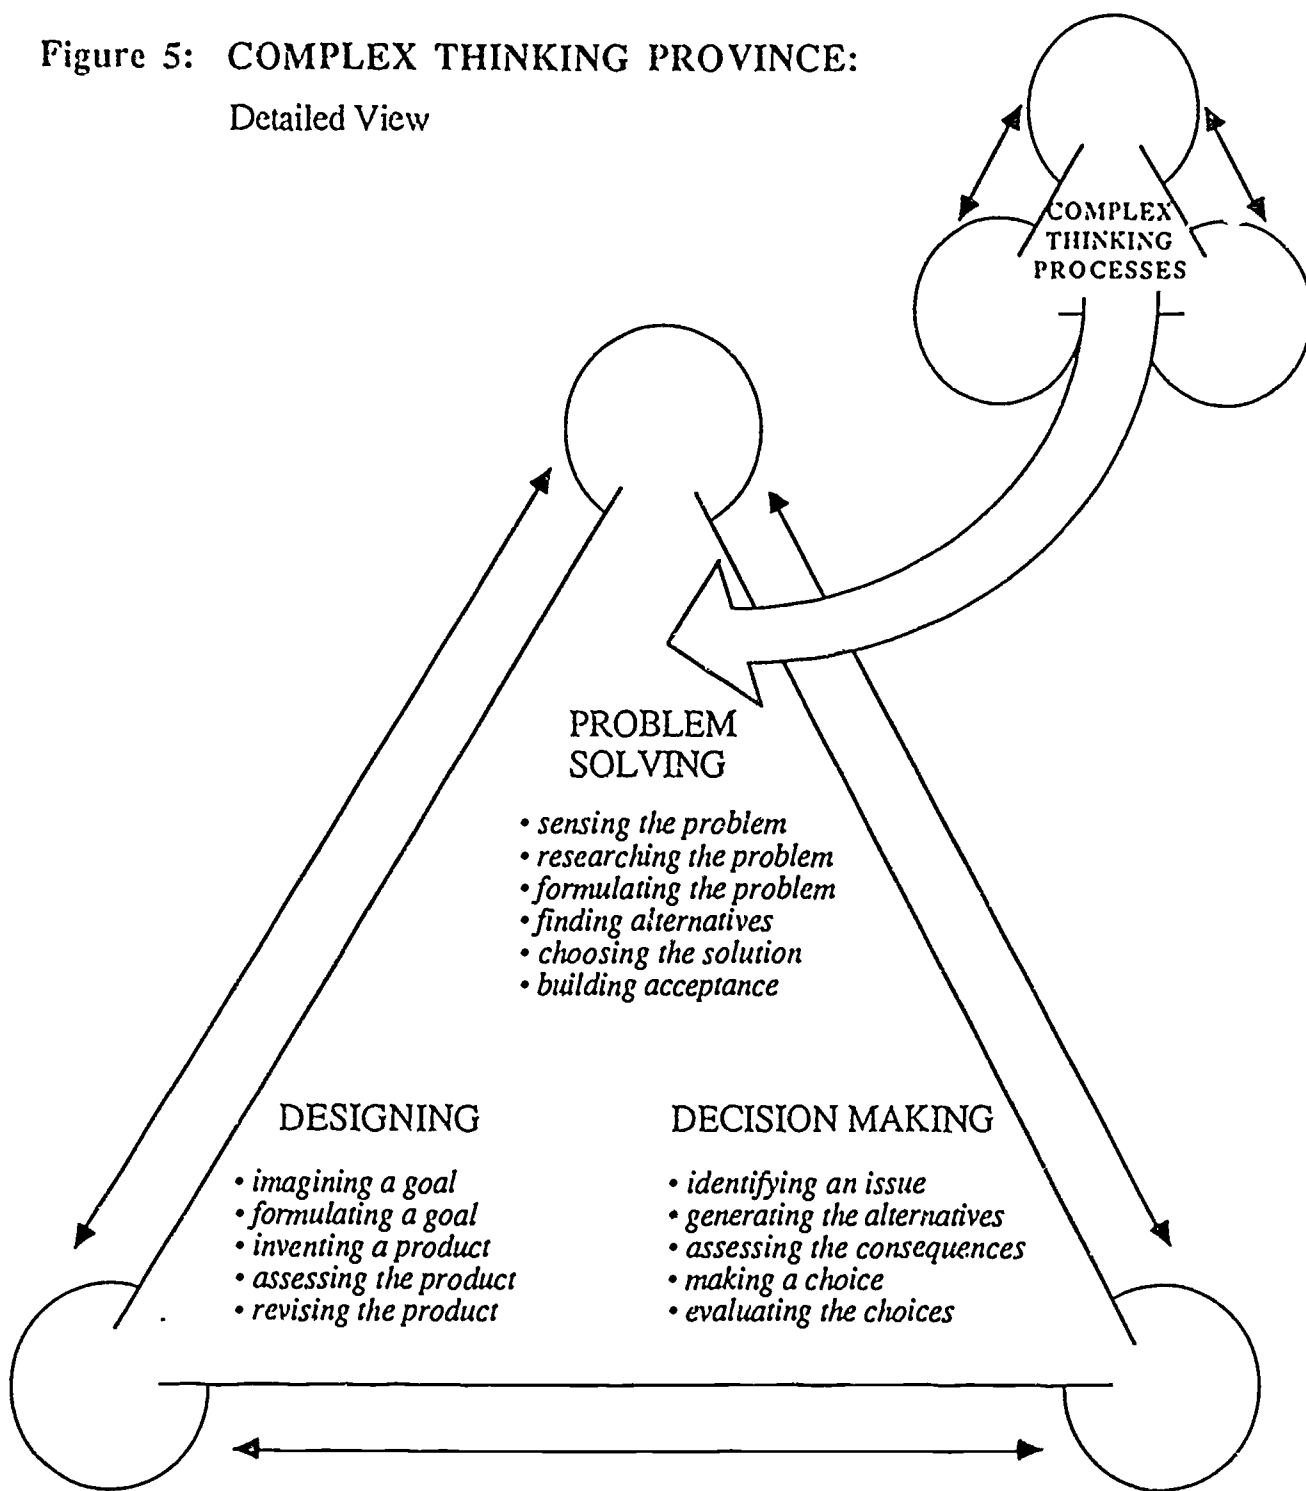 Figure 5: COMPLEX THINKING PROVINCE:
Detailed View
COMPLEX
THINKING
PROCESSES
PROBLEM
SOLVING
• sensing the problem
• researching the problem
• formulating the problem
• finding alternatives
• choosing the solution
• building acceptance
DESIGNING
• imagining a goal
• formulating a goal
• inventing a product
• assessing the product
• revising the product
DECISION MAKING
• identifying an issue
• generating the alternatives
• assessing the consequences
• making a choice
• evaluating the choices